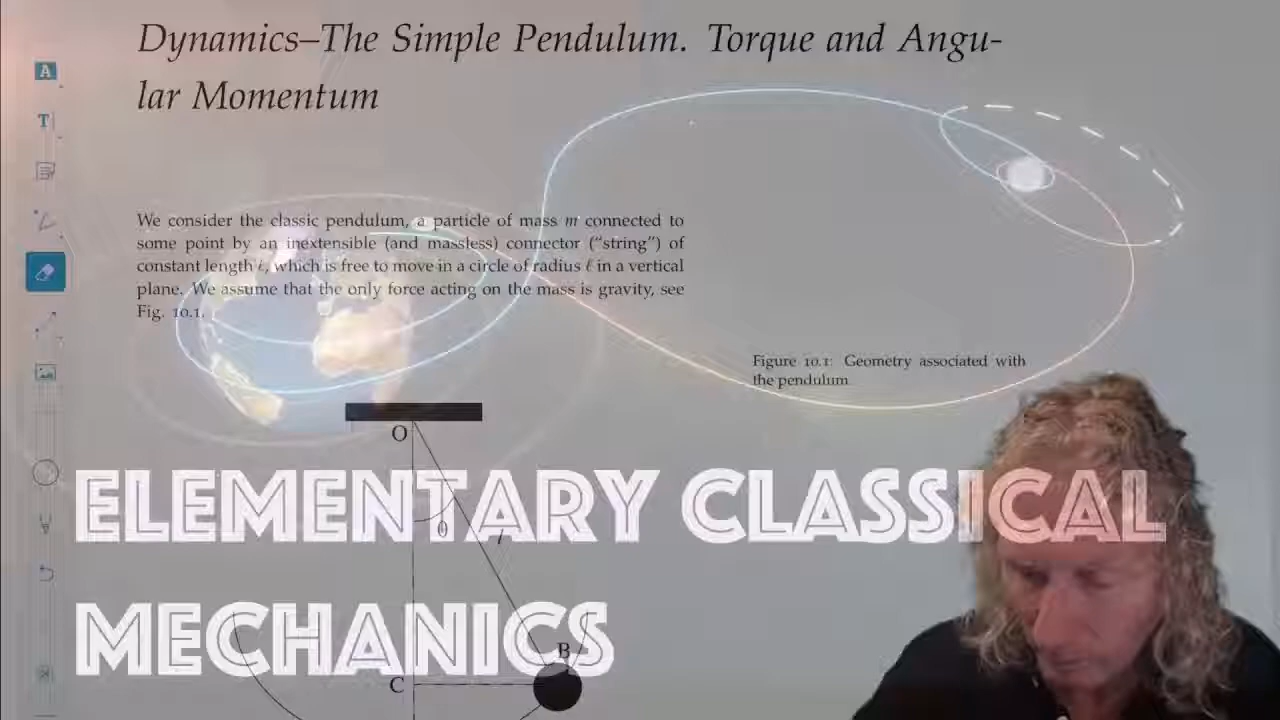 Dynamics–The Simple Pendulum. Torque and Angu-
lar Momentum
We consider the classic pendulum, a particle of mass m connected to
some point by an inextensible (and massless) connector (“string”) of
constant length ℓ, which is free to move in a circle of radius ℓ in a vertical
plane. We assume that the only force acting on the mass is gravity, see
Fig. 10.1.
Figure 10.1: Geometry associated with
the pendulum.
O
ELEMENTARY CLASSICAL
θ
l
MECHANICS
B
C